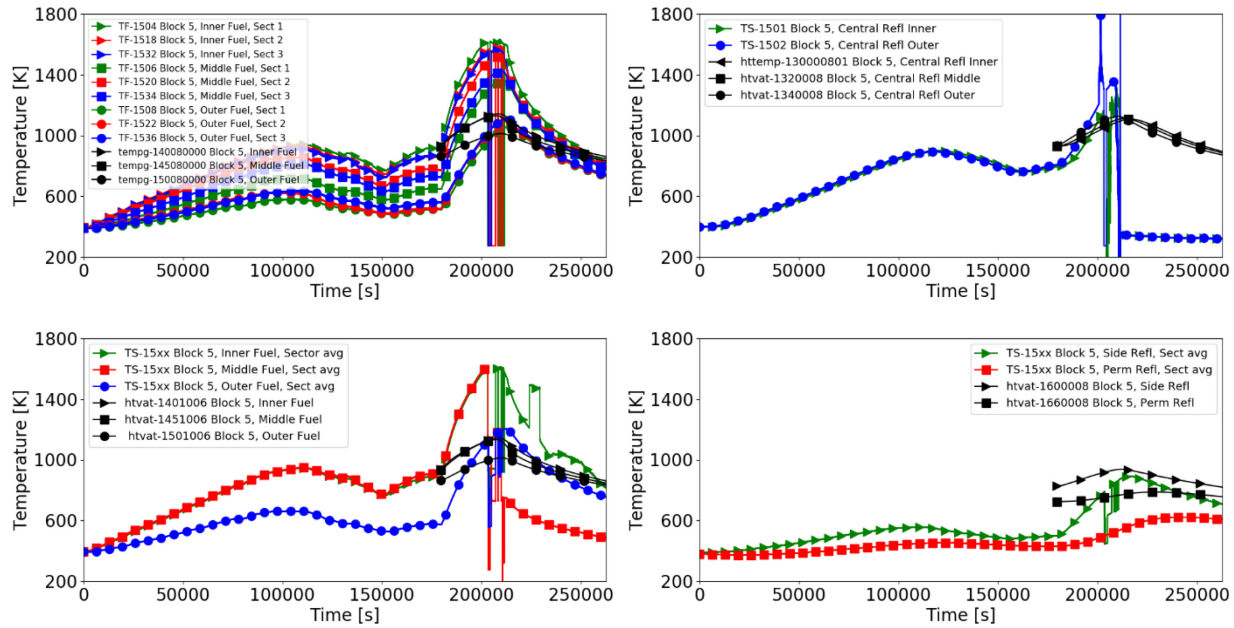 1800
1400
1000
600
200
Temperature [K]
TF-1504 Block 5, Inner Fuel, Sect 1
TF-1518 Block 5, Inner Fuel, Sect 2
TF-1532 Block 5, Inner Fuel, Sect 3
TF-1506 Block 5, Middle Fuel, Sect 1
TF-1520 Block 5, Middle Fuel, Sect 2
TF-1534 Block 5, Middle Fuel, Sect 3
TF-1508 Block 5, Outer Fuel, Sect 1
TF-1522 Block 5, Outer Fuel, Sect 2
TF-1536 Block 5, Outer Fuel, Sect 3
tempg-140080000 Block 5, Inner Fuel
tempg-145080000 Block 5, Middle Fuel
tempg-150080000 Block 5, Outer Fuel
0 50000 100000 150000 200000 250000
Time [s]
1800
1400
1000
600
200
Temperature [K]
TS-1501 Block 5, Central Refl Inner
TS-1502 Block 5, Central Refl Outer
httemp-130000801 Block 5, Central Refl Inner
htvat-1320008 Block 5, Central Refl Middle
htvat-1340008 Block 5, Central Refl Outer
0 50000 100000 150000 200000 250000
Time [s]
1800
1400
1000
600
200
Temperature [K]
TS-15xx Block 5, Inner Fuel, Sector avg
TS-15xx Block 5, Middle Fuel, Sect avg
TS-15xx Block 5, Outer Fuel, Sect avg
htvat-1401006 Block 5, Inner Fuel
htvat-1451006 Block 5, Middle Fuel
htvat-1501006 Block 5, Outer Fuel
0 50000 100000 150000 200000 250000
Time [s]
1800
1400
1000
600
200
Temperature [K]
TS-15xx Block 5, Side Refl, Sect avg
TS-15xx Block 5, Perm Refl, Sect avg
htvat-1600008 Block 5, Side Refl
htvat-1660008 Block 5, Perm Refl
0 50000 100000 150000 200000 250000
Time [s]